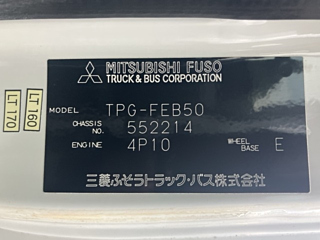 MITSUBISHI FUSO
TRUCK & BUS CORPORATION
MODEL TPG-FEB50
CHASSIS NO. 552214
ENGINE 4P10 WHEEL BASE E
三菱ふそうトラック・バス株式会社
LT160
LT170